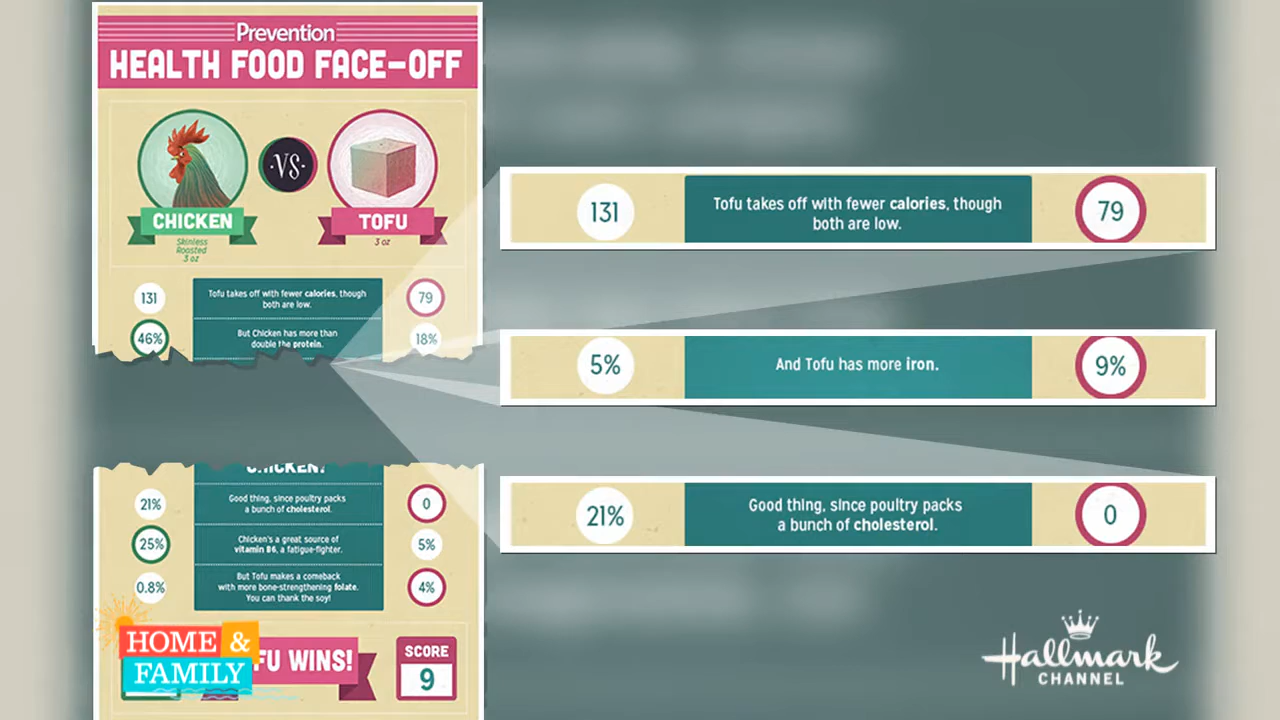 Prevention
HEALTH FOOD FACE-OFF
VS
CHICKEN
Skinless
Roasted
3 oz
TOFU
3 oz
131
Tofu takes off with fewer calories, though
both are low.
79
46%
But Chicken has more than
double the protein.
18%
CHICKEN!
21%
Good thing, since poultry packs
a bunch of cholesterol.
0
25%
Chicken's a great source of
vitamin B6, a fatigue-fighter.
5%
0.8%
But Tofu makes a comeback
with more bone-strengthening folate.
You can thank the soy!
4%
FU WINS!
SCORE
9
131
Tofu takes off with fewer calories, though
both are low.
79
5%
And Tofu has more iron.
9%
21%
Good thing, since poultry packs
a bunch of cholesterol.
0
HOME &
FAMILY
Hallmark
CHANNEL